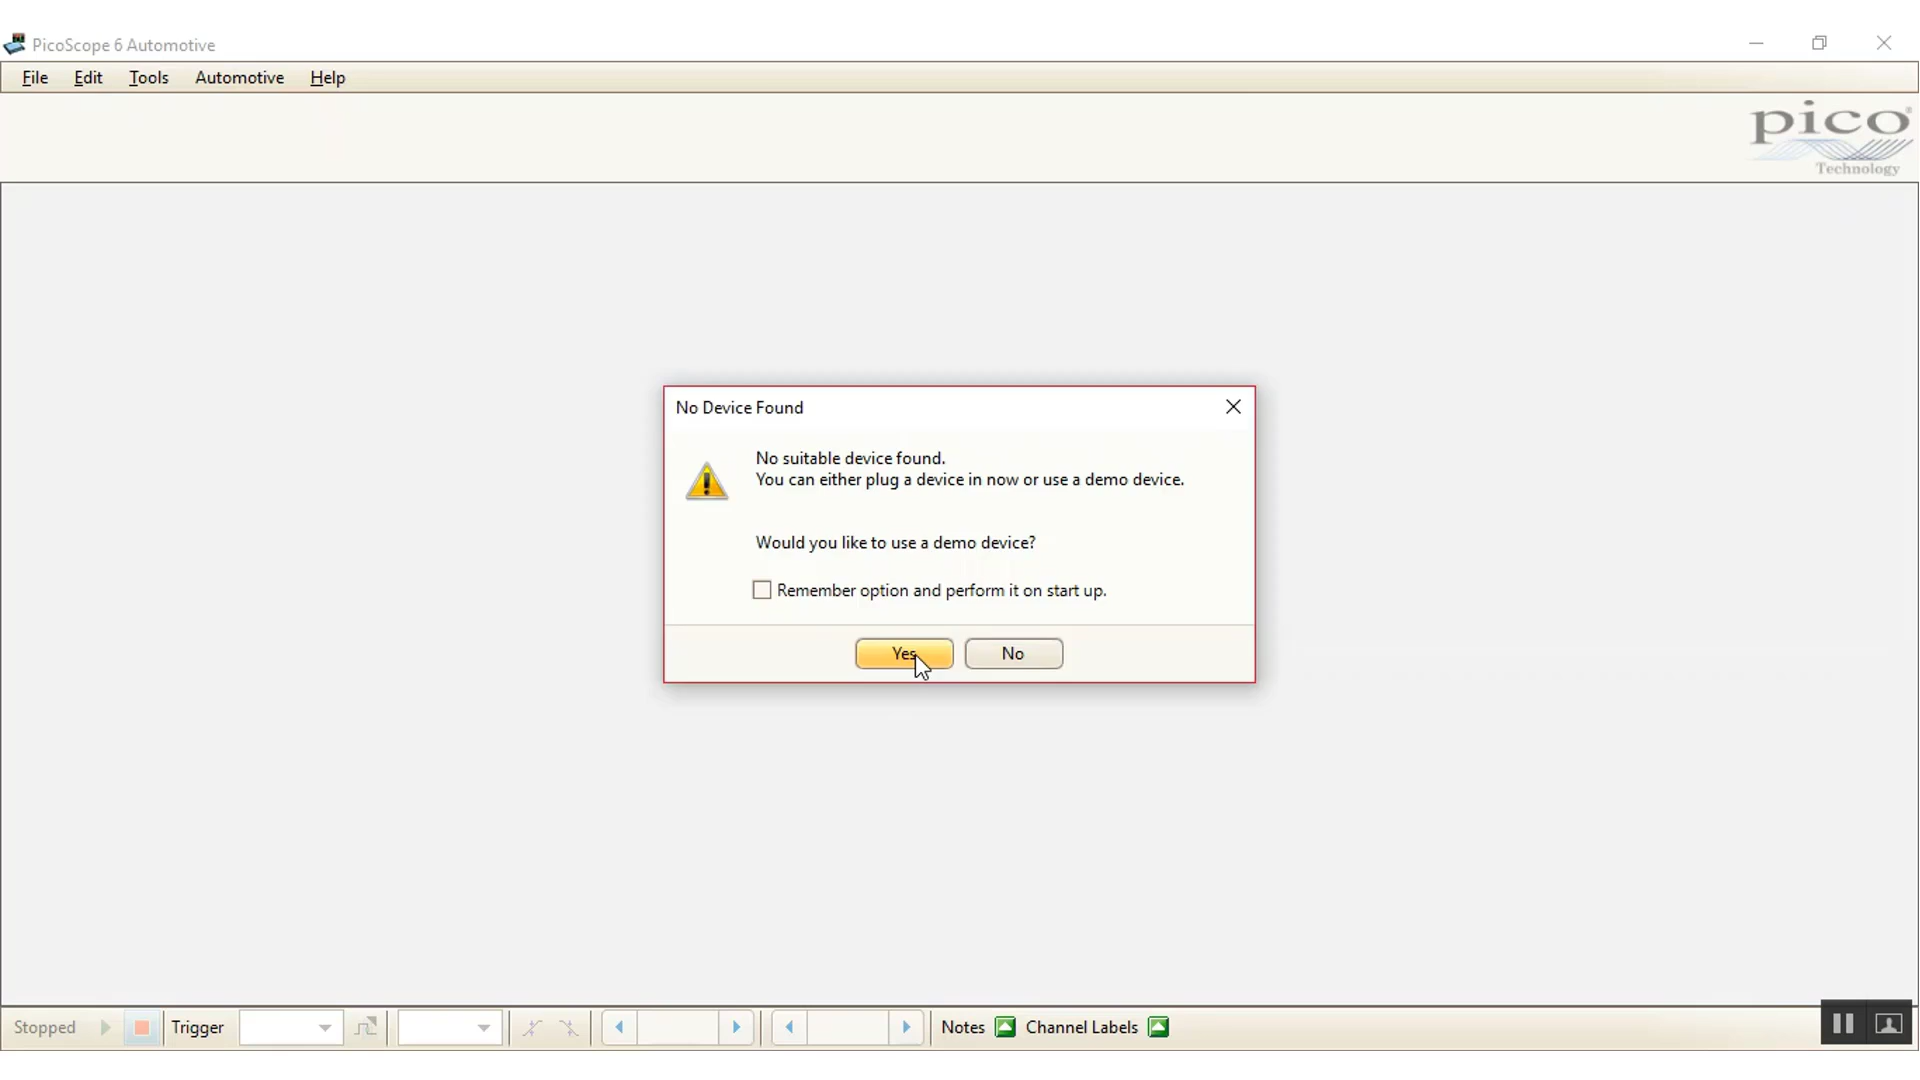 PicoScope 6 Automotive
File Edit Tools Automotive Help
pico
Technology
No Device Found
No suitable device found.
You can either plug a device in now or use a demo device.
Would you like to use a demo device?
Remember option and perform it on start up.
Yes No
Stopped Trigger Notes Channel Labels